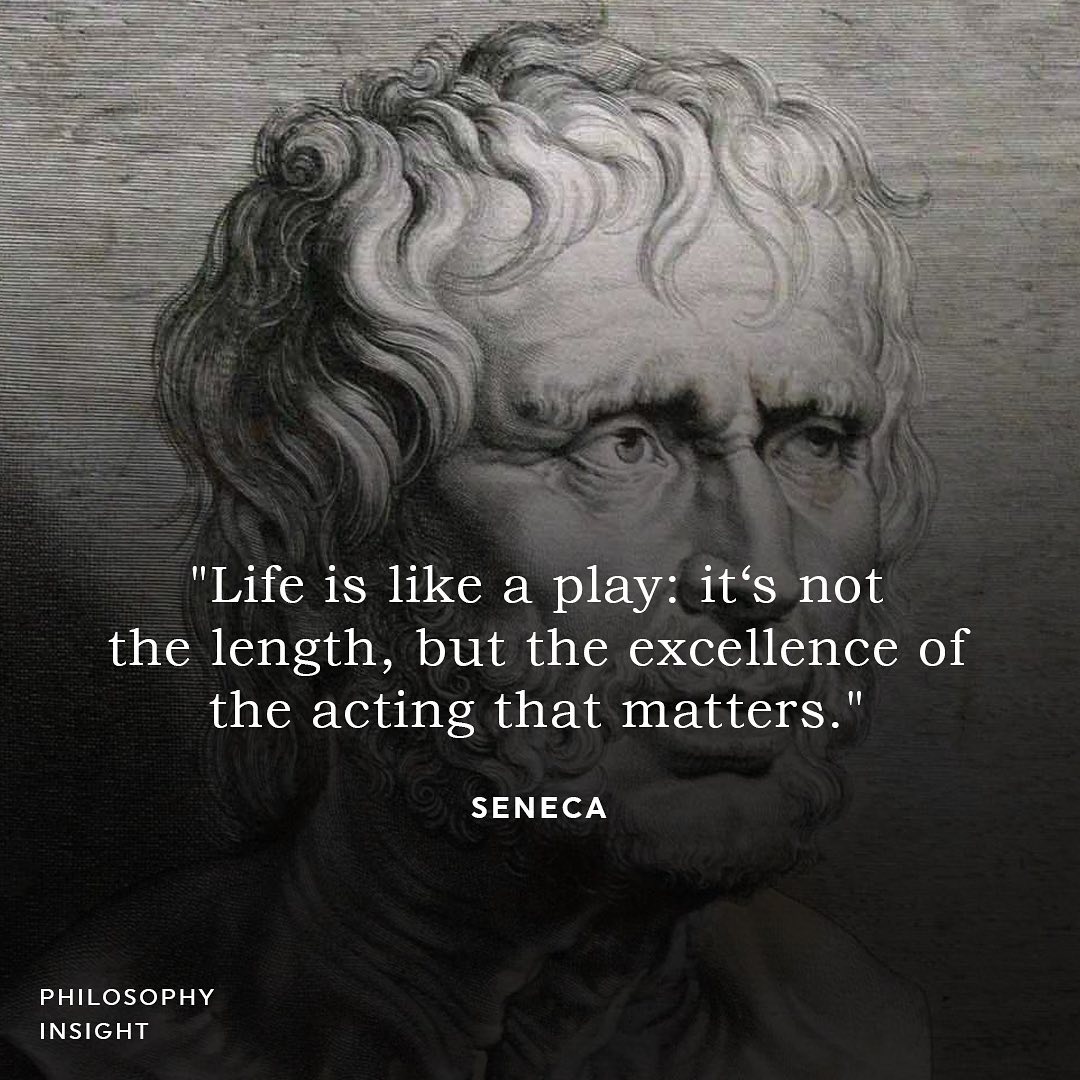 "Life is like a play: it‘s not
the length, but the excellence of
the acting that matters."
SENECA
PHILOSOPHY
INSIGHT